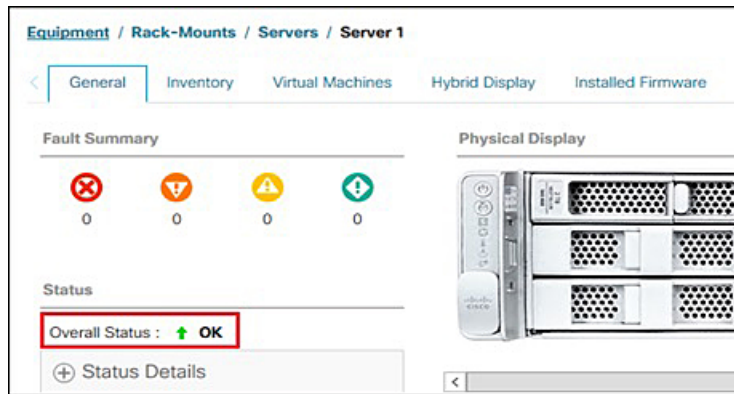 Equipment / Rack-Mounts / Servers / Server 1
General Inventory Virtual Machines Hybrid Display Installed Firmware
Fault Summary
Physical Display
0 0 0 0
Status
Overall Status : OK
Status Details
CISCO